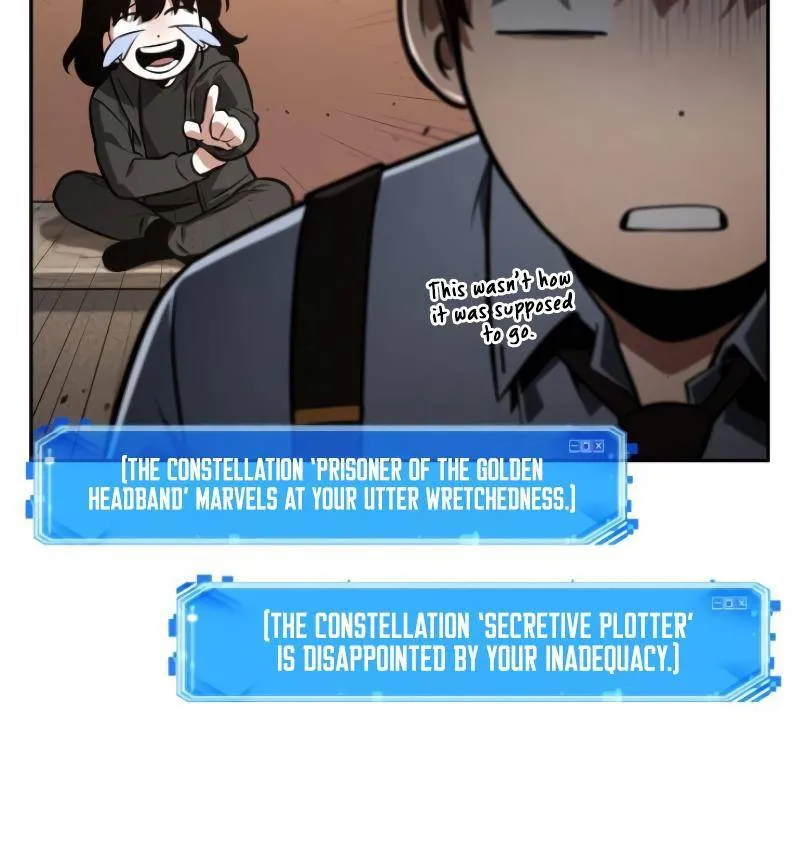 This wasn't how
it was supposed
to go.
[THE CONSTELLATION 'PRISONER OF THE GOLDEN
HEADBAND' MARVELS AT YOUR UTTER WRETCHEDNESS.]
[THE CONSTELLATION 'SECRETIVE PLOTTER'
IS DISAPPOINTED BY YOUR INADEQUACY.]